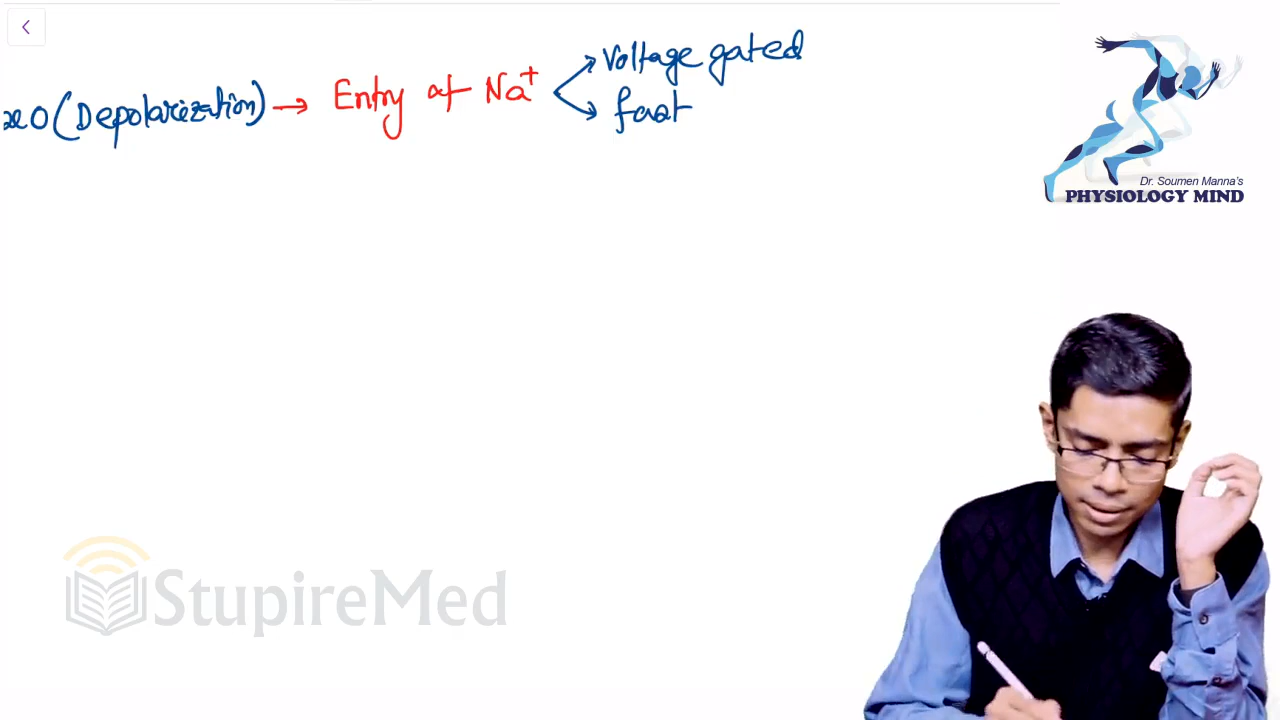 Voltage gated
0 (Depolarization) → Entry of Na+
fast
Dr. Soumen Manna's
PHYSIOLOGY MIND
StupireMed